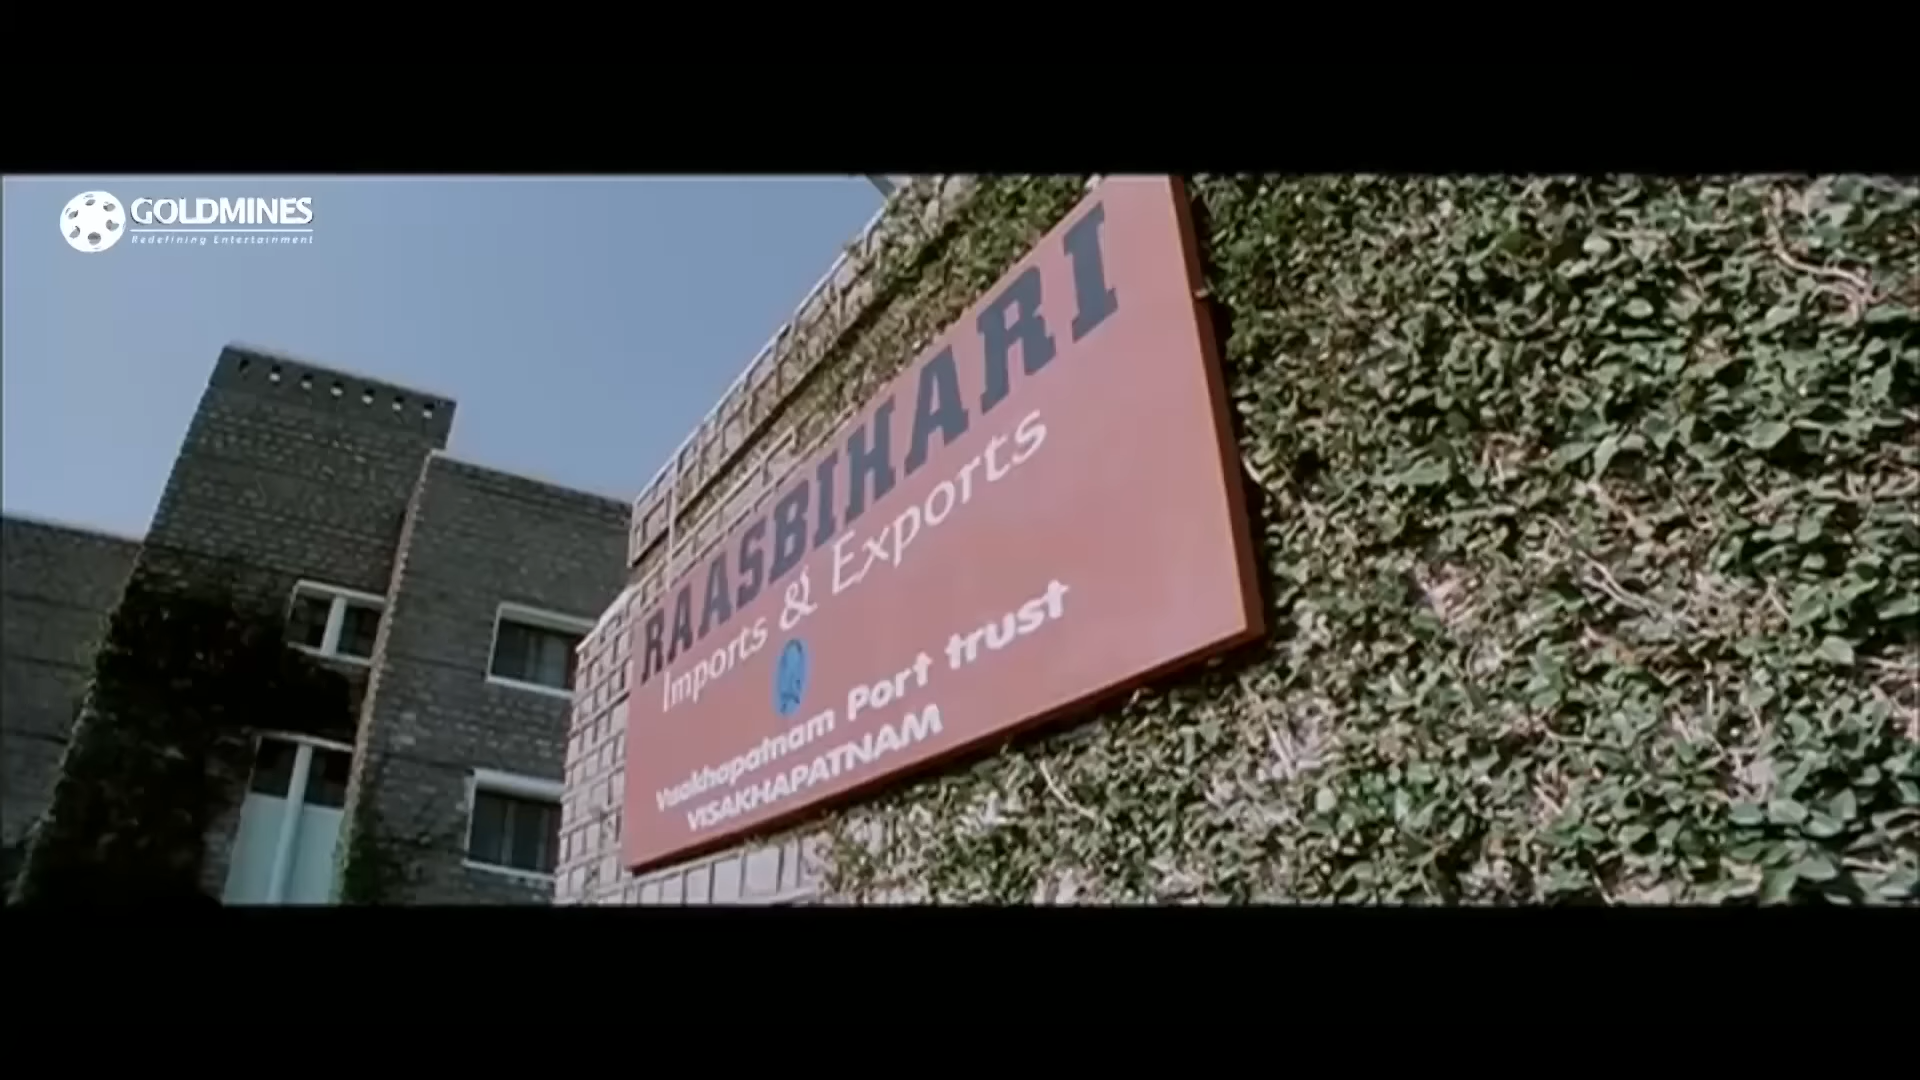 GOLDMINES
Redefining Entertainment
RAASBIHARI
Imports & Exports
Visakhapatnam Port trust
VISAKHAPATNAM